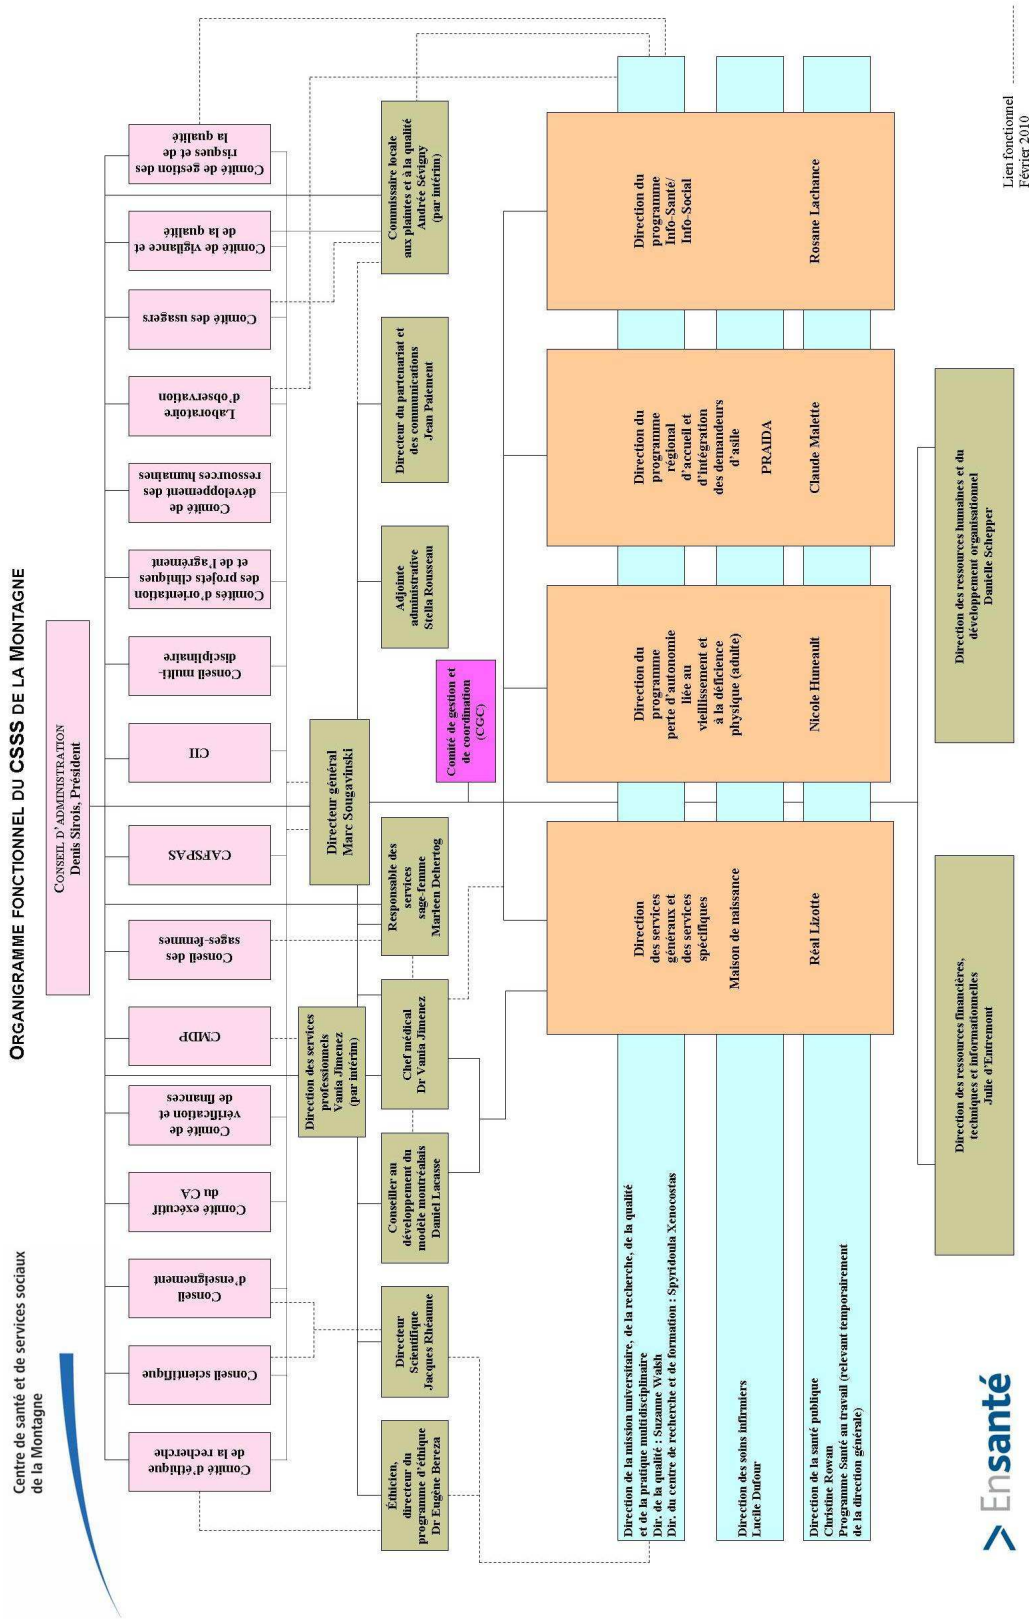 Centre de santé et de services sociaux
de la Montagne
ORGANIGRAMME FONCTIONNEL DU CSSS DE LA MONTAGNE
CONSEIL D'ADMINISTRATION
Denis Sirois, Président
Comité d'éthique
de la recherche
Conseil scientifique
Conseil
d'enseignement
Comité exécutif
du CA
Comité de
vérification et
de finances
CMDP
Conseil des
sages-femmes
CAFSPAS
CII
Conseil multi-
disciplinaire
Comités d'orientation
des projets cliniques
et de l'agrément
Comité de
développement des
ressources humaines
Laboratoire
d'observation
Comité des usagers
Comité de vigilance et
de la qualité
Comité de gestion des
risques et de
la qualité
Direction des services
professionnels
Vania Jimenez
(par intérim)
Directeur général
Marc Sougavinski
Éthicien,
directeur du
programme d'éthique
Dr Eugène Bereza
Directeur
Scientifique
Jacques Rhéaume
Conseiller au
développement du
modèle montréalais
Daniel Lacasse
Chef médical
Dr Vania Jimenez
Responsable des
services
sage-femme
Marleen Dehertog
Adjointe
administrative
Stella Rousseau
Directeur du partenariat et
des communications
Jean Paiement
Commissaire locale
aux plaintes et à la qualité
Andrée Sévigny
(par intérim)
Comité de gestion et
de coordination
(CGC)
Direction
des services
généraux et
des services
spécifiques
Maison de naissance
Réal Lizotte
Direction du
programme
perte d'autonomie
liée au
vieillissement et
à la déficience
physique (adulte)
Nicole Huneault
Direction du
programme
régional
d'accueil et
d'intégration
des demandeurs
d'asile
PRAIDA
Claude Malette
Direction du
programme
Info-Santé/
Info-Social
Rosane Lachance
Direction de la mission universitaire, de la recherche, de la qualité
et de la pratique multidisciplinaire
Dir. de la qualité : Suzanne Walsh
Dir. du centre de recherche et de formation : Spyridoula Xenocostas
Direction des soins infirmiers
Lucile Dufour
Direction de la santé publique
Christine Rowan
Programme Santé au travail (relevant temporairement
de la direction générale)
Direction des ressources financières,
techniques et informationnelles
Julie d'Entremont
Direction des ressources humaines et du
développement organisationnel
Danielle Schepper
> Ensanté
Lien fonctionnel
Février 2010